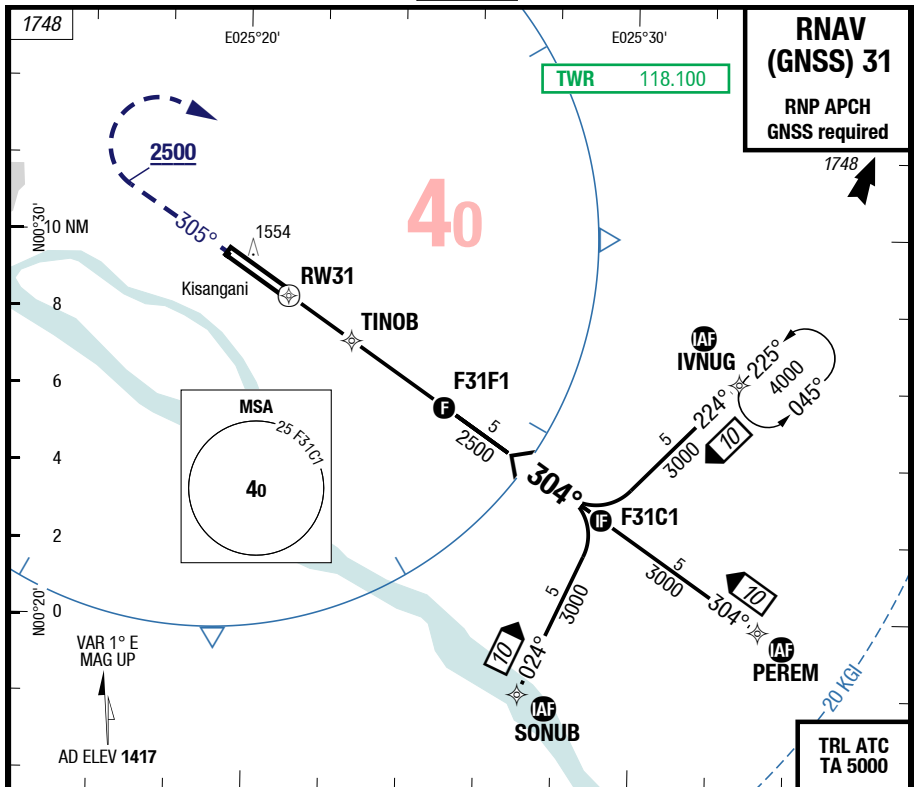 1748
E025°20'
E025°30'
RNAV
(GNSS) 31
RNP APCH
GNSS required
TWR 118.100
1748
2500
40
305°
N00°30'
10 NM
1554
RW31
Kisangani
8
TINOB
IAF
IVNUG
225°
4000
045°
6
F31F1
F
224°
MSA
25 F31C1
5
2500
5
3000
10
4
40
304°
IF
F31C1
2
5
3000
5
3000
10
304°
N00°20'
0
VAR 1° E
MAG UP
10
024°
IAF
PEREM
IAF
SONUB
20 KGI
AD ELEV 1417
TRL ATC
TA 5000